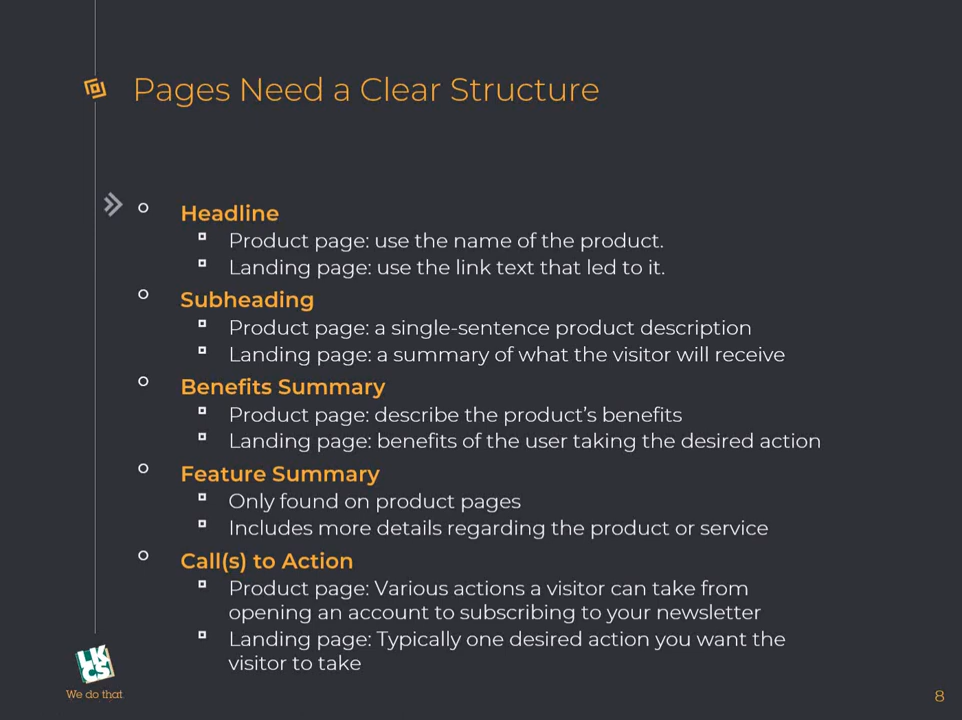 Pages Need a Clear Structure
Headline
Product page: use the name of the product.
Landing page: use the link text that led to it.
Subheading
Product page: a single-sentence product description
Landing page: a summary of what the visitor will receive
Benefits Summary
Product page: describe the product's benefits
Landing page: benefits of the user taking the desired action
Feature Summary
Only found on product pages
Includes more details regarding the product or service
Call(s) to Action
Product page: Various actions a visitor can take from
opening an account to subscribing to your newsletter
Landing page: Typically one desired action you want the
visitor to take
LK
CS
We do that.
8